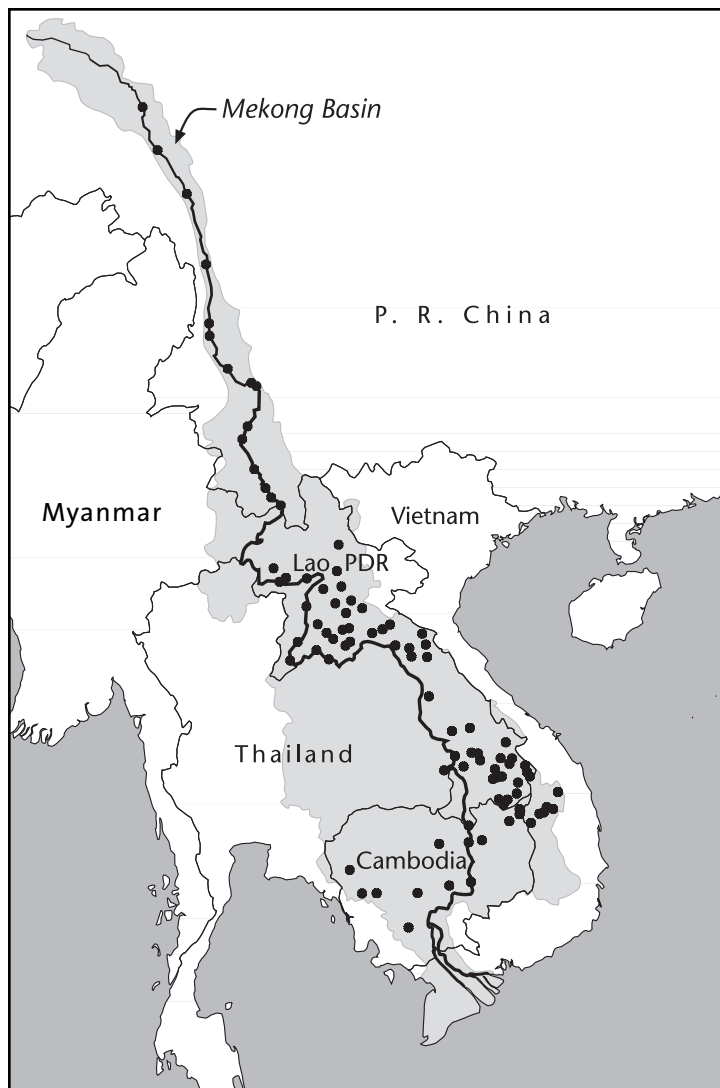 Mekong Basin
P. R. China
Myanmar
Vietnam
Lao PDR
Thailand
Cambodia